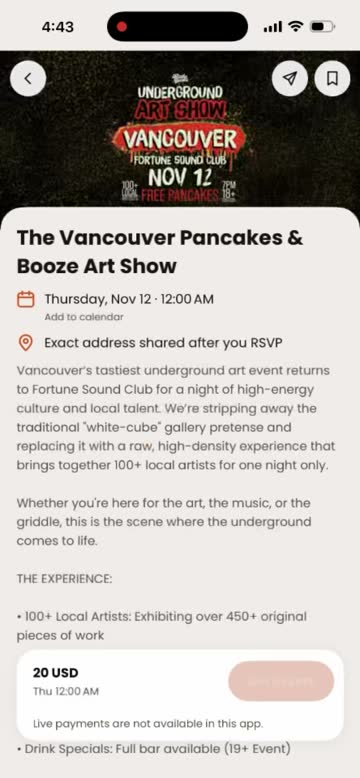 4:43
UNDERGROUND
ART SHOW
VANCOUVER
FORTUNE SOUND CLUB
NOV 12
100+
LOCAL
FREE PANCAKES
7PM
18+
The Vancouver Pancakes &
Booze Art Show
Thursday, Nov 12 · 12:00 AM
Add to calendar
Exact address shared after you RSVP
Vancouver's tastiest underground art event returns
to Fortune Sound Club for a night of high-energy
culture and local talent. We're stripping away the
traditional "white-cube" gallery pretense and
replacing it with a raw, high-density experience that
brings together 100+ local artists for one night only.
Whether you're here for the art, the music, or the
griddle, this is the scene where the underground
comes to life.
THE EXPERIENCE:
• 100+ Local Artists: Exhibiting over 450+ original
pieces of work
20 USD
Thu 12:00 AM
Live payments are not available in this app.
• Drink Specials: Full bar available (19+ Event)